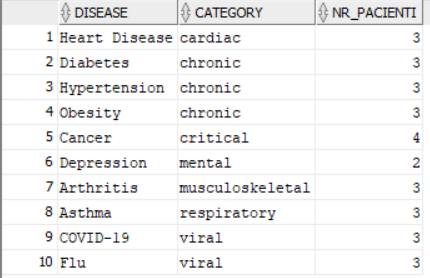 DISEASE CATEGORY NR_PACIENTI
1 Heart Disease cardiac 3
2 Diabetes chronic 3
3 Hypertension chronic 3
4 Obesity chronic 3
5 Cancer critical 4
6 Depression mental 2
7 Arthritis musculoskeletal 3
8 Asthma respiratory 3
9 COVID-19 viral 3
10 Flu viral 3